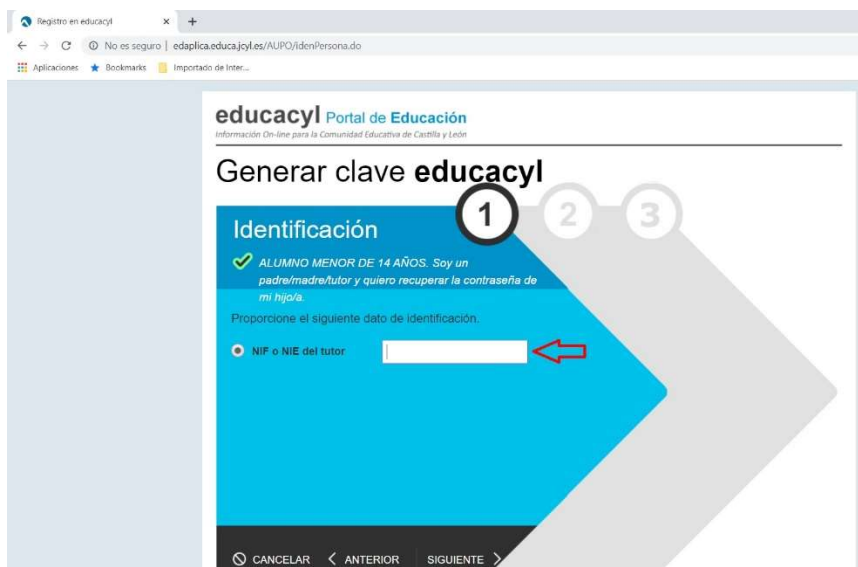 Registro en educacyl
No es seguro | edaplica.educa.jcyl.es/AUPO/idenPersona.do
Aplicaciones Bookmarks Importado de Inter...
educacyl Portal de Educación
Información On-line para la Comunidad Educativa de Castilla y León
Generar clave educacyl
1 2 3
Identificación
ALUMNO MENOR DE 14 AÑOS. Soy un
padre/madre/tutor y quiero recuperar la contraseña de
mi hijo/a.
Proporcione el siguiente dato de identificación.
NIF o NIE del tutor
CANCELAR ANTERIOR SIGUIENTE